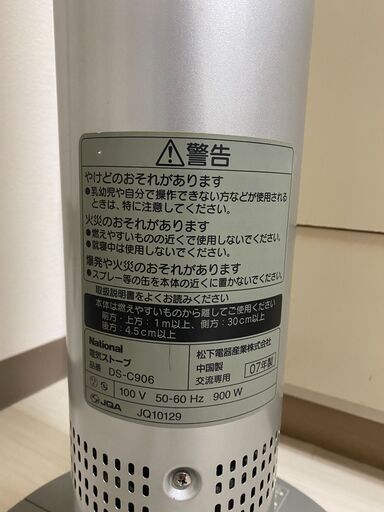 ⚠警告
やけどのおそれがあります
●乳幼児や自分で操作できない方などが使用される
ときは、特に注意してください。
火災のおそれがあります
●燃えやすいものの近くで使用しないでください。
●就寝中は使用しないでください。
爆発や火災のおそれがあります
●スプレー等の缶を本体の近くに置かないでください。
取扱説明書をよくお読みください
本体は燃えやすいものから離してご使用ください
前方・上方:1m以上、側方:30cm以上
後方:4.5cm以上
National
電気ストーブ
品番 DS-C906
松下電器産業株式会社
中国製
交流専用
07年製
100 V 50-60 Hz 900 W
JQA JQ10129